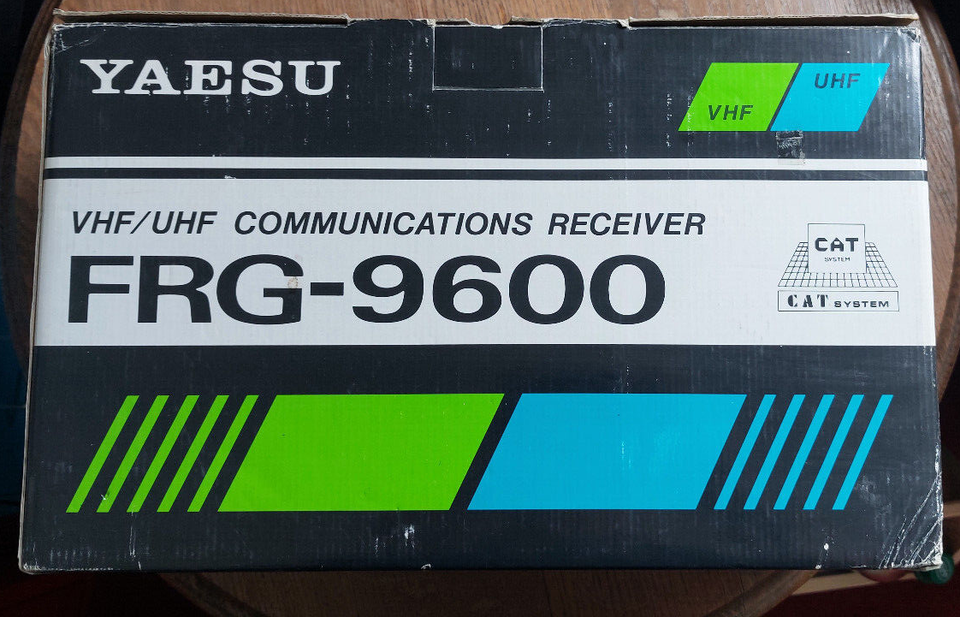 YAESU
VHF
UHF
VHF/UHF COMMUNICATIONS RECEIVER
FRG-9600
CAT
SYSTEM
CAT SYSTEM